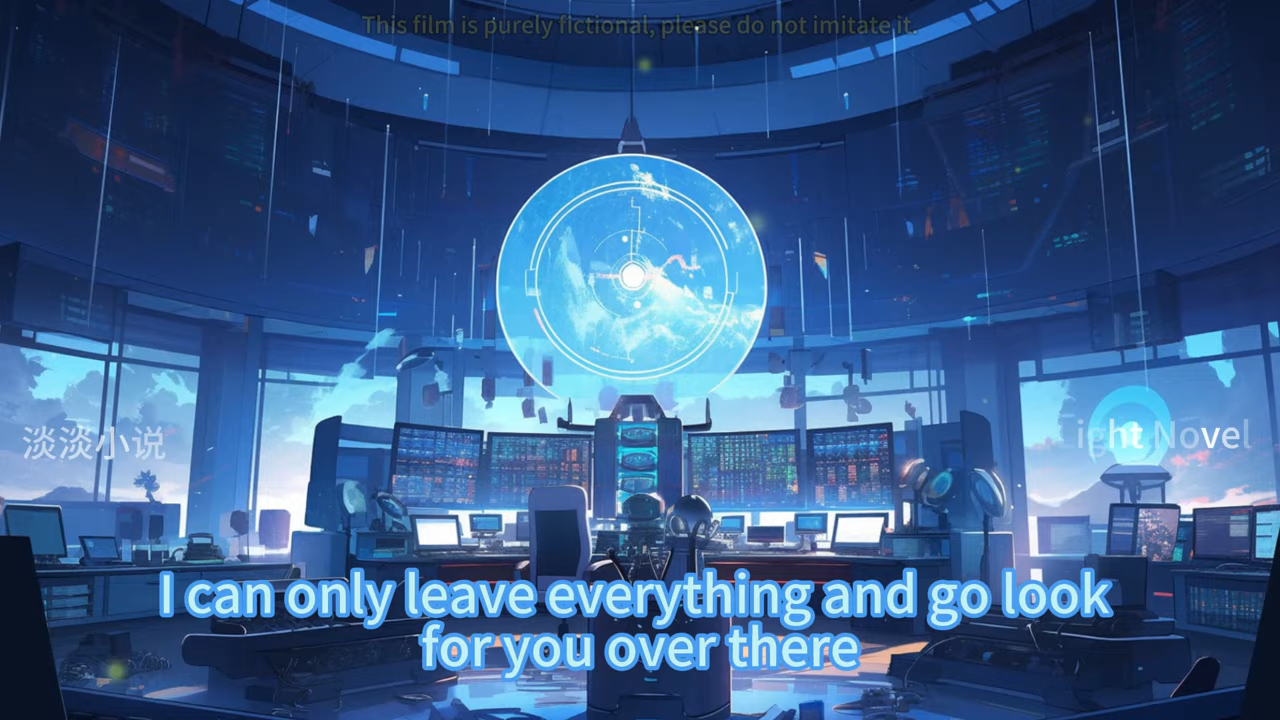 This film is purely fictional, please do not imitate it.
淡淡小说
ight Novel
I can only leave everything and go look
for you over there